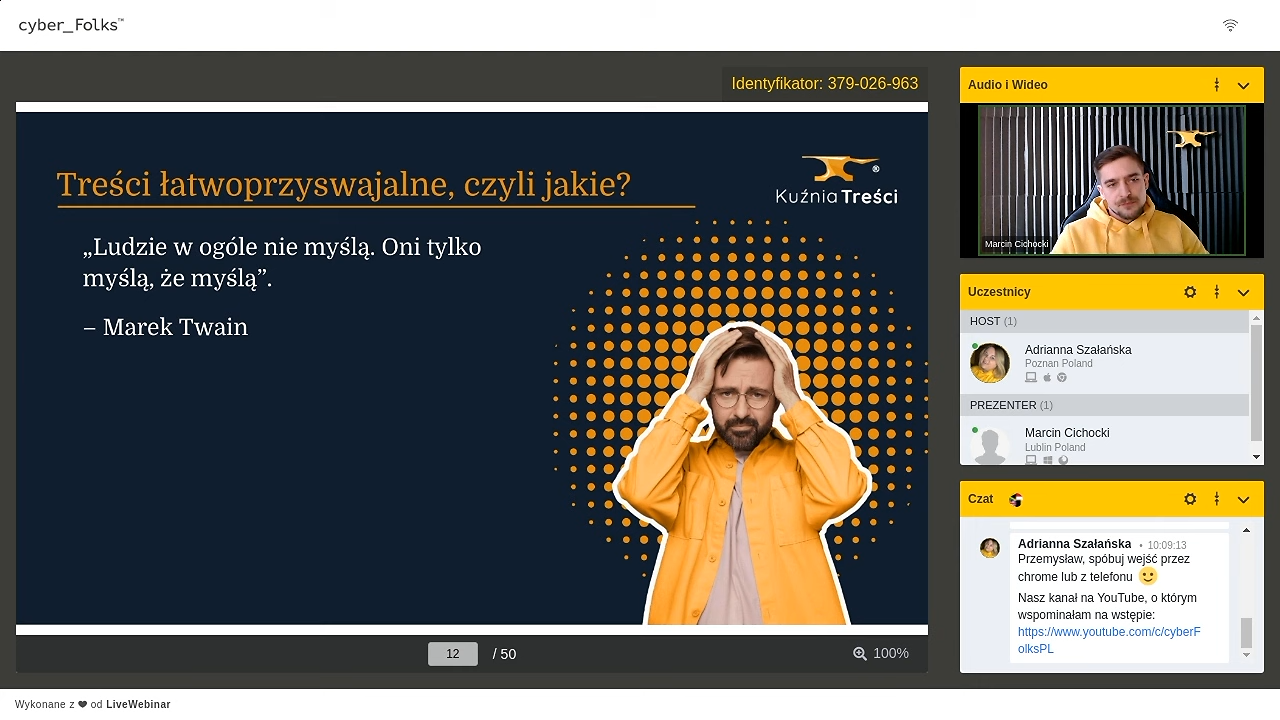 cyber_Folks™
Identyfikator: 379-026-963
Treści łatwoprzyswajalne, czyli jakie?
Kuźnia Treści ®
„Ludzie w ogóle nie myślą. Oni tylko
myślą, że myślą”.
– Marek Twain
12 / 50
100%
Audio i Wideo
Marcin Cichocki
Uczestnicy
HOST (1)
Adrianna Szałańska
Poznan Poland
PREZENTER (1)
Marcin Cichocki
Lublin Poland
Czat
Adrianna Szałańska • 10:09:13
Przemysław, spóbuj wejść przez
chrome lub z telefonu
Nasz kanał na YouTube, o którym
wspominałam na wstępie:
https://www.youtube.com/c/cyberF
olksPL
Wykonane z ❤ od LiveWebinar